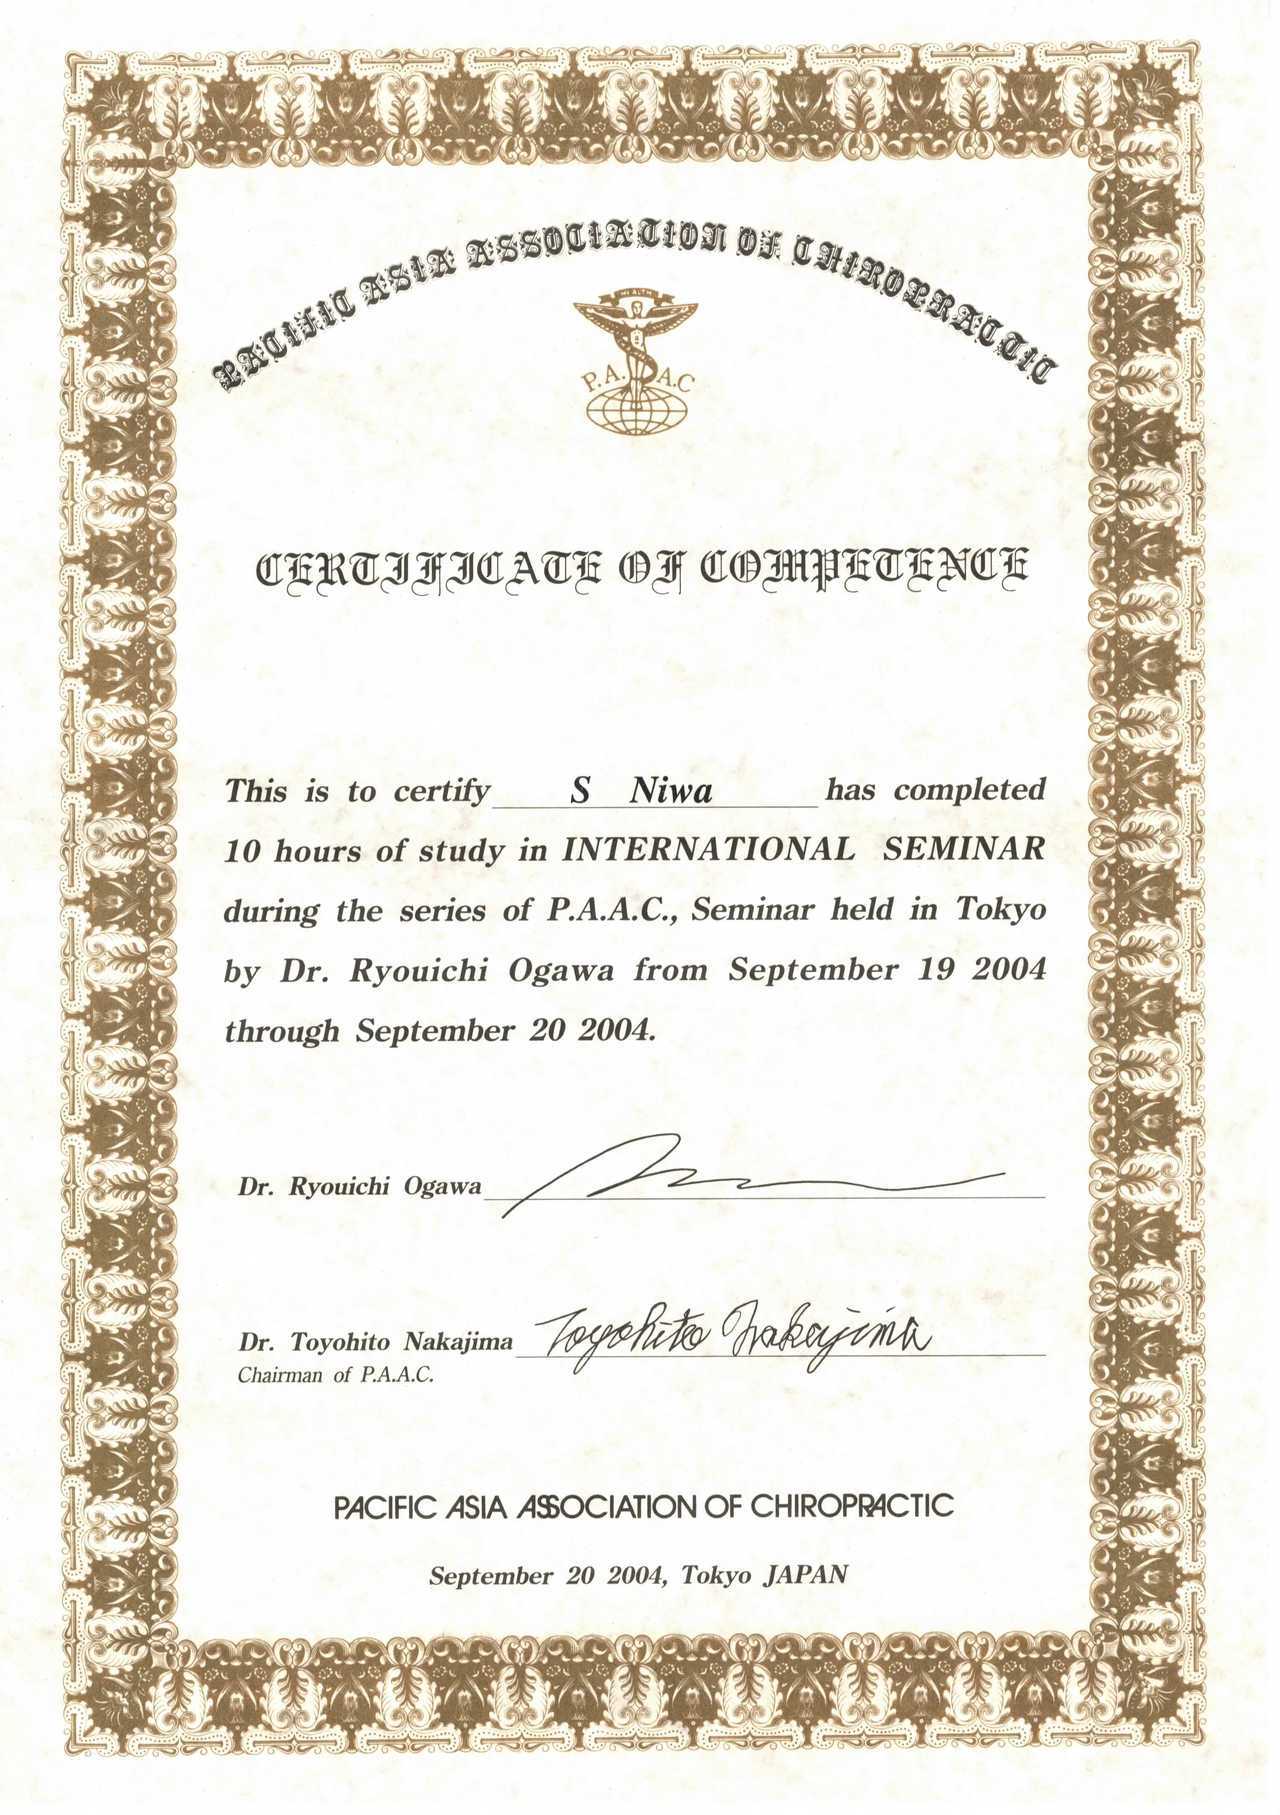 PACIFIC ASIA ASSOCIATION OF CHIROPRACTIC
HEALTH
P.A.A.C
CERTIFICATE OF COMPETENCE
This is to certify S Niwa has completed
10 hours of study in INTERNATIONAL SEMINAR
during the series of P.A.A.C., Seminar held in Tokyo
by Dr. Ryouichi Ogawa from September 19 2004
through September 20 2004.
Dr. Ryouichi Ogawa
Dr. Toyohito Nakajima Toyohito Nakajima
Chairman of P.A.A.C.
PACIFIC ASIA ASSOCIATION OF CHIROPRACTIC
September 20 2004, Tokyo JAPAN